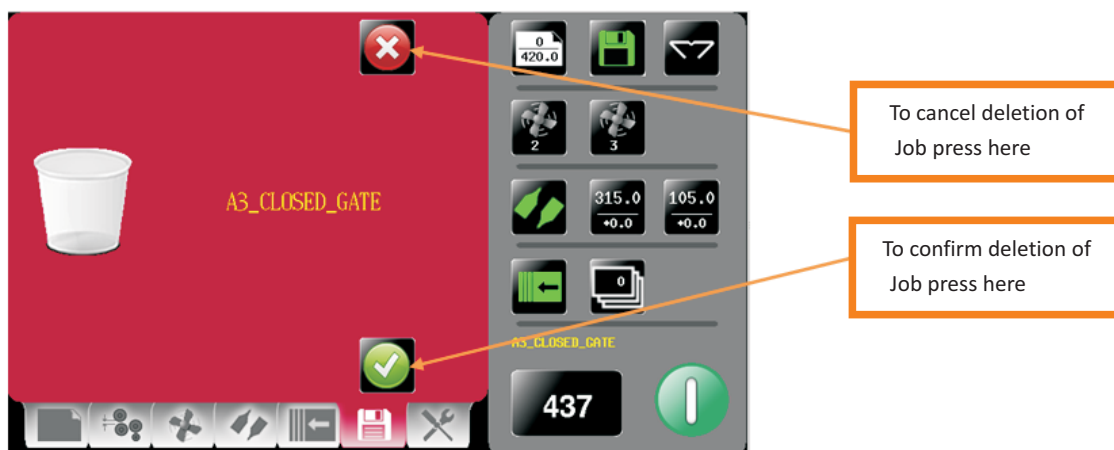 0
420.0
2
3
A3_CLOSED_GATE
315.0
+0.0
105.0
+0.0
0
A3_CLOSED_GATE
437
To cancel deletion of
Job press here
To confirm deletion of
Job press here